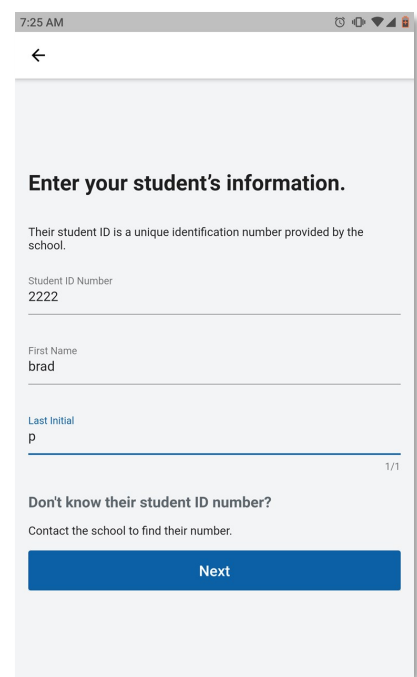 7:25 AM
Enter your student's information.
Their student ID is a unique identification number provided by the
school.
Student ID Number
2222
First Name
brad
Last Initial
p
1/1
Don't know their student ID number?
Contact the school to find their number.
Next